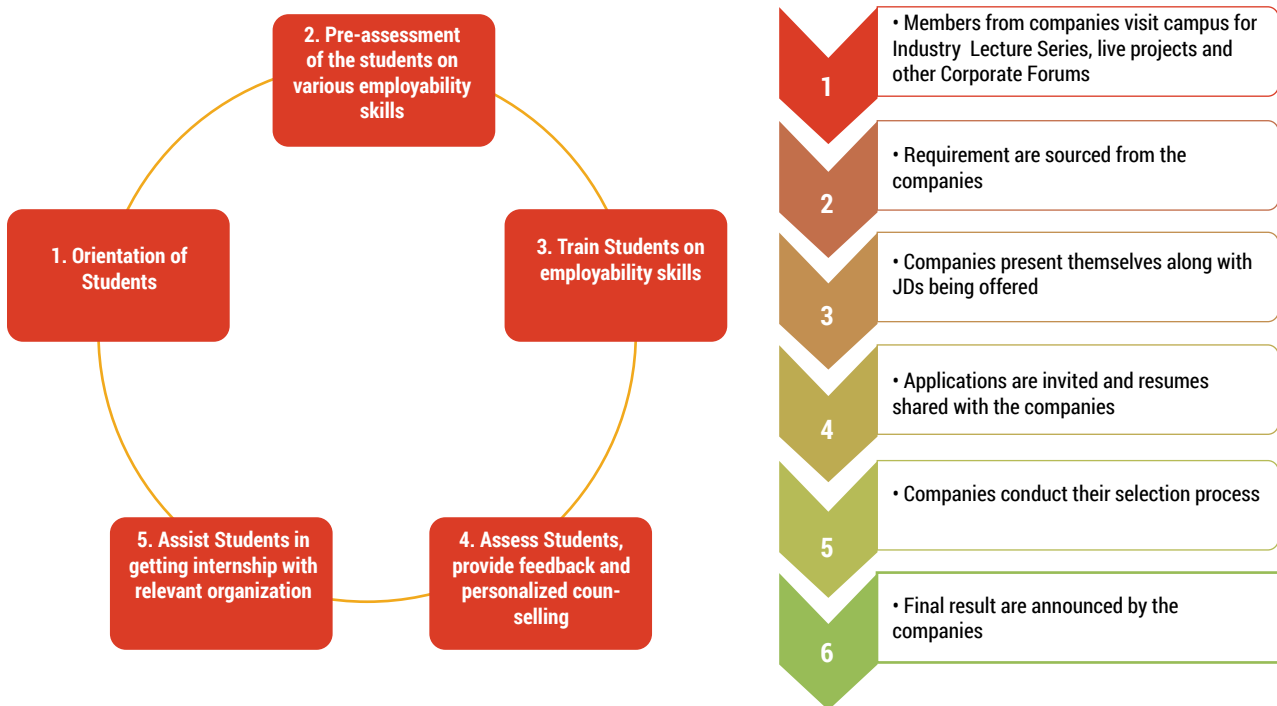 2. Pre-assessment
of the students on
various employability
skills
1. Orientation of
Students
3. Train Students on
employability skills
5. Assist Students in
getting internship with
relevant organization
4. Assess Students,
provide feedback and
personalized coun-
selling
1
• Members from companies visit campus for
Industry Lecture Series, live projects and
other Corporate Forums
2
• Requirement are sourced from the
companies
3
• Companies present themselves along with
JDs being offered
4
• Applications are invited and resumes
shared with the companies
5
• Companies conduct their selection process
6
• Final result are announced by the
companies